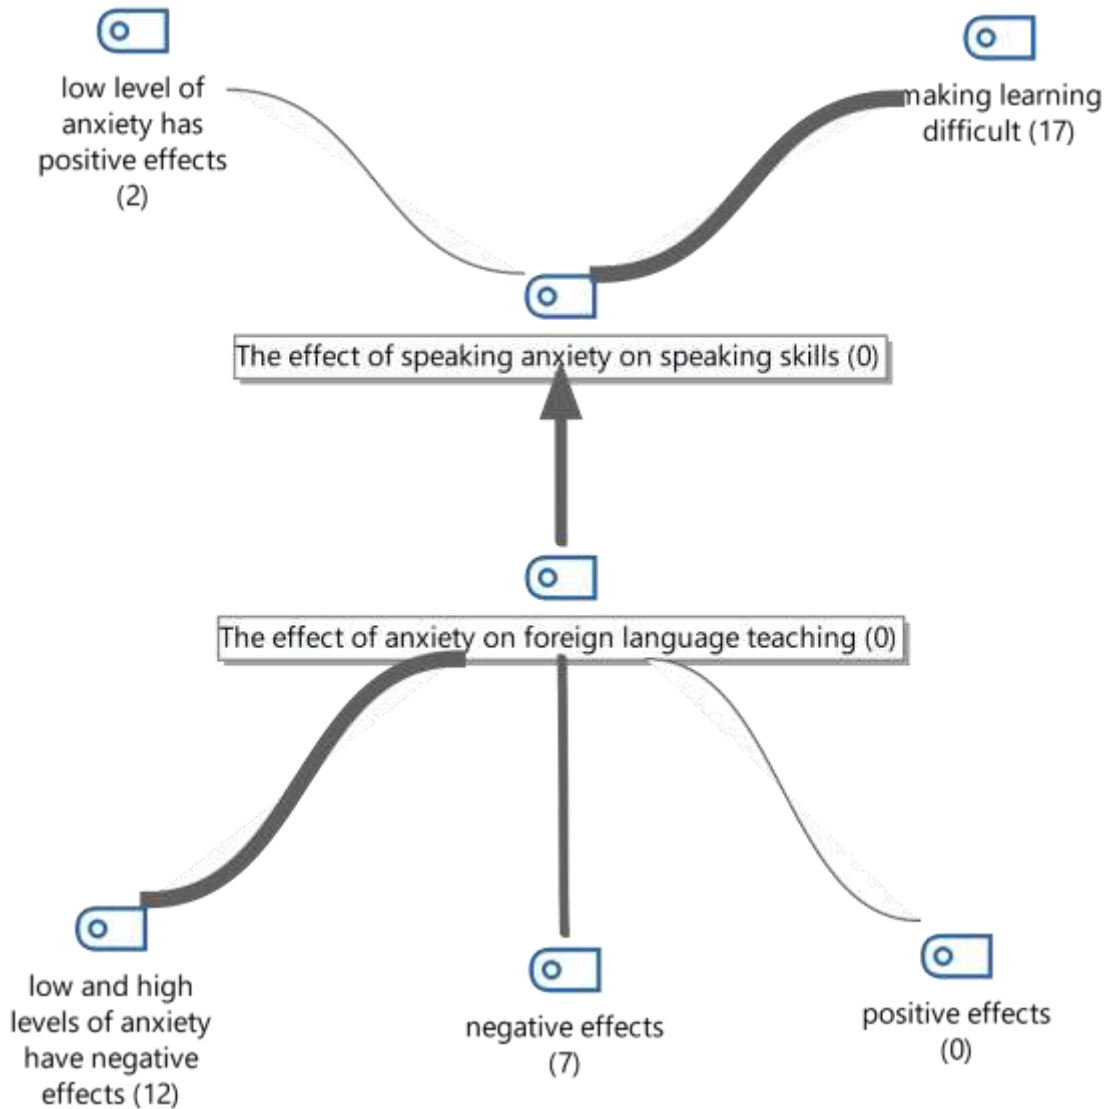 low level of
anxiety has
positive effects
(2)
making learning
difficult (17)
The effect of speaking anxiety on speaking skills (0)
The effect of anxiety on foreign language teaching (0)
low and high
levels of anxiety
have negative
effects (12)
negative effects
(7)
positive effects
(0)